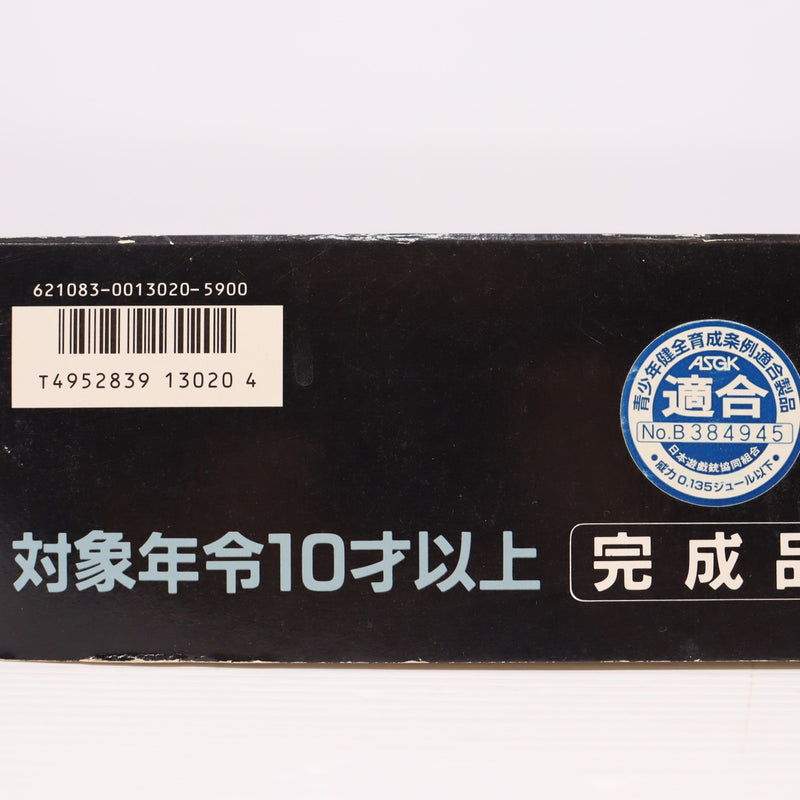 621083-0013020-5900
T4952839 13020 4
青少年健全育成条例適合製品
ASGK
適合
No.B 384945
日本遊戯銃協同組合
・威力 0.135ジュール以下・
対象年令10才以上
完成品